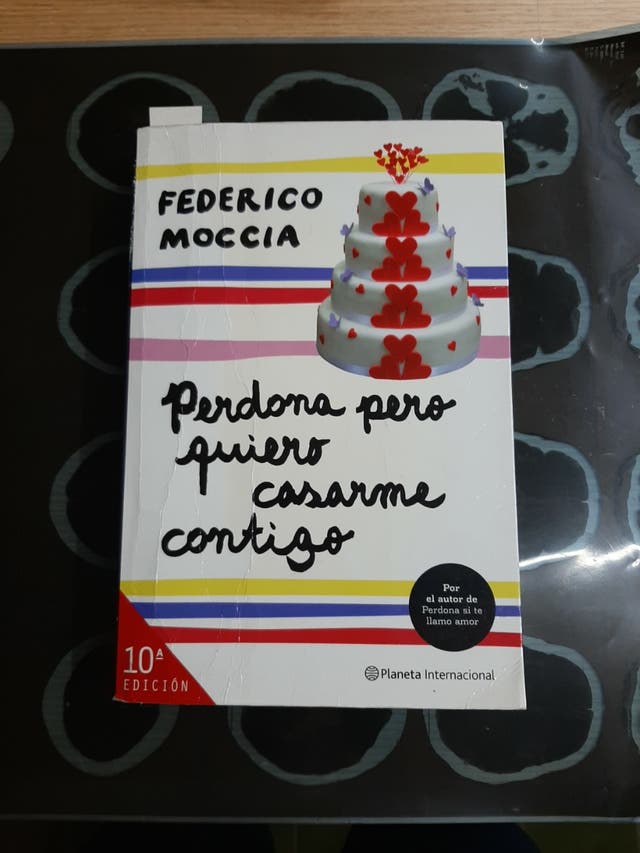 FEDERICO
MOCCIA
Perdona pero
quiero
casarme
contigo
Por
el autor de
Perdona si te
llamo amor
10ª
EDICIÓN
Planeta Internacional